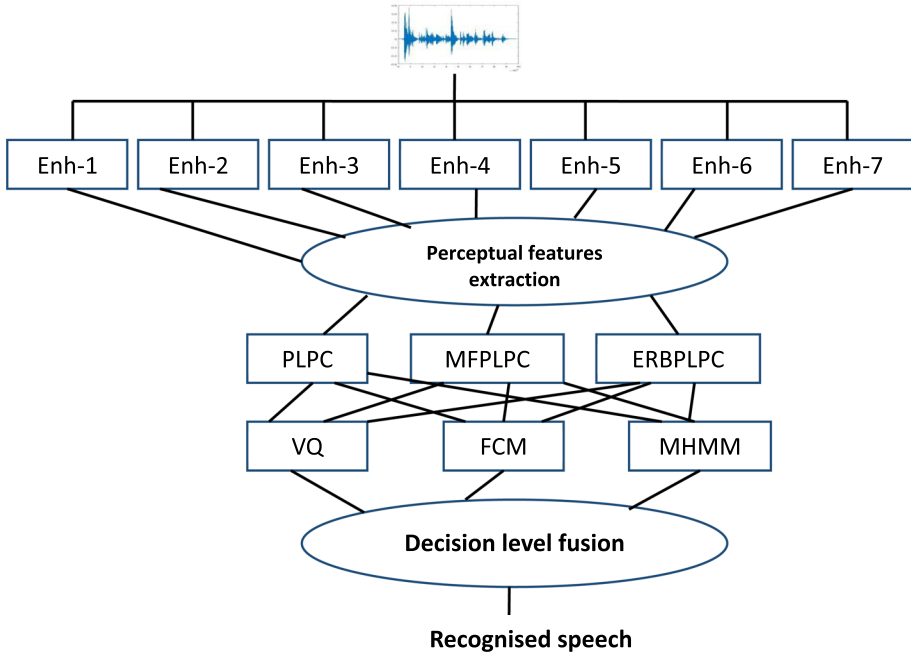 Enh-1
Enh-2
Enh-3
Enh-4
Enh-5
Enh-6
Enh-7
Perceptual features
extraction
PLPC
MFPLPC
ERBPLPC
VQ
FCM
MHMM
Decision level fusion
Recognised speech